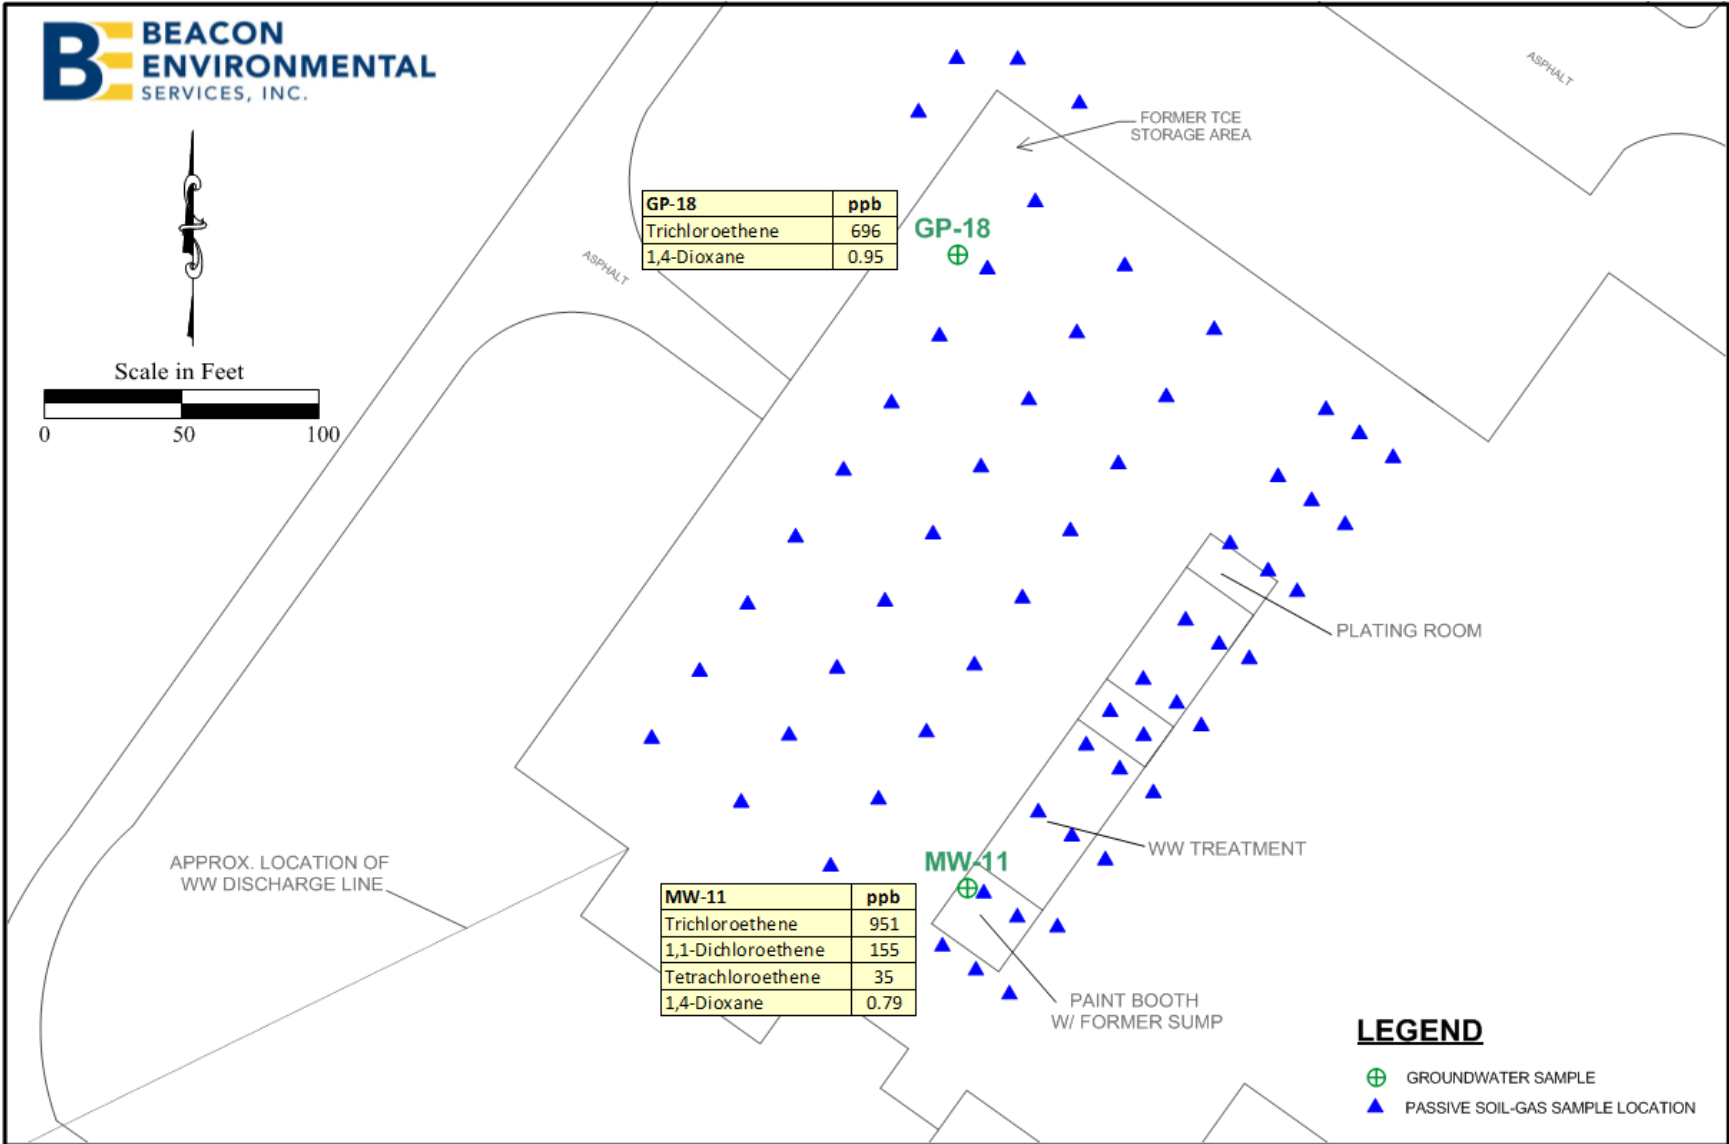 BEACON
ENVIRONMENTAL
SERVICES, INC.
ASPHALT
FORMER TCE
STORAGE AREA
GP-18 ppb
Trichloroethene 696
1,4-Dioxane 0.95
GP-18
ASPHALT
Scale in Feet
0 50 100
PLATING ROOM
WW TREATMENT
APPROX. LOCATION OF
WW DISCHARGE LINE
MW-11
MW-11 ppb
Trichloroethene 951
1,1-Dichloroethene 155
Tetrachloroethene 35
1,4-Dioxane 0.79
PAINT BOOTH
W/ FORMER SUMP
LEGEND
GROUNDWATER SAMPLE
PASSIVE SOIL-GAS SAMPLE LOCATION